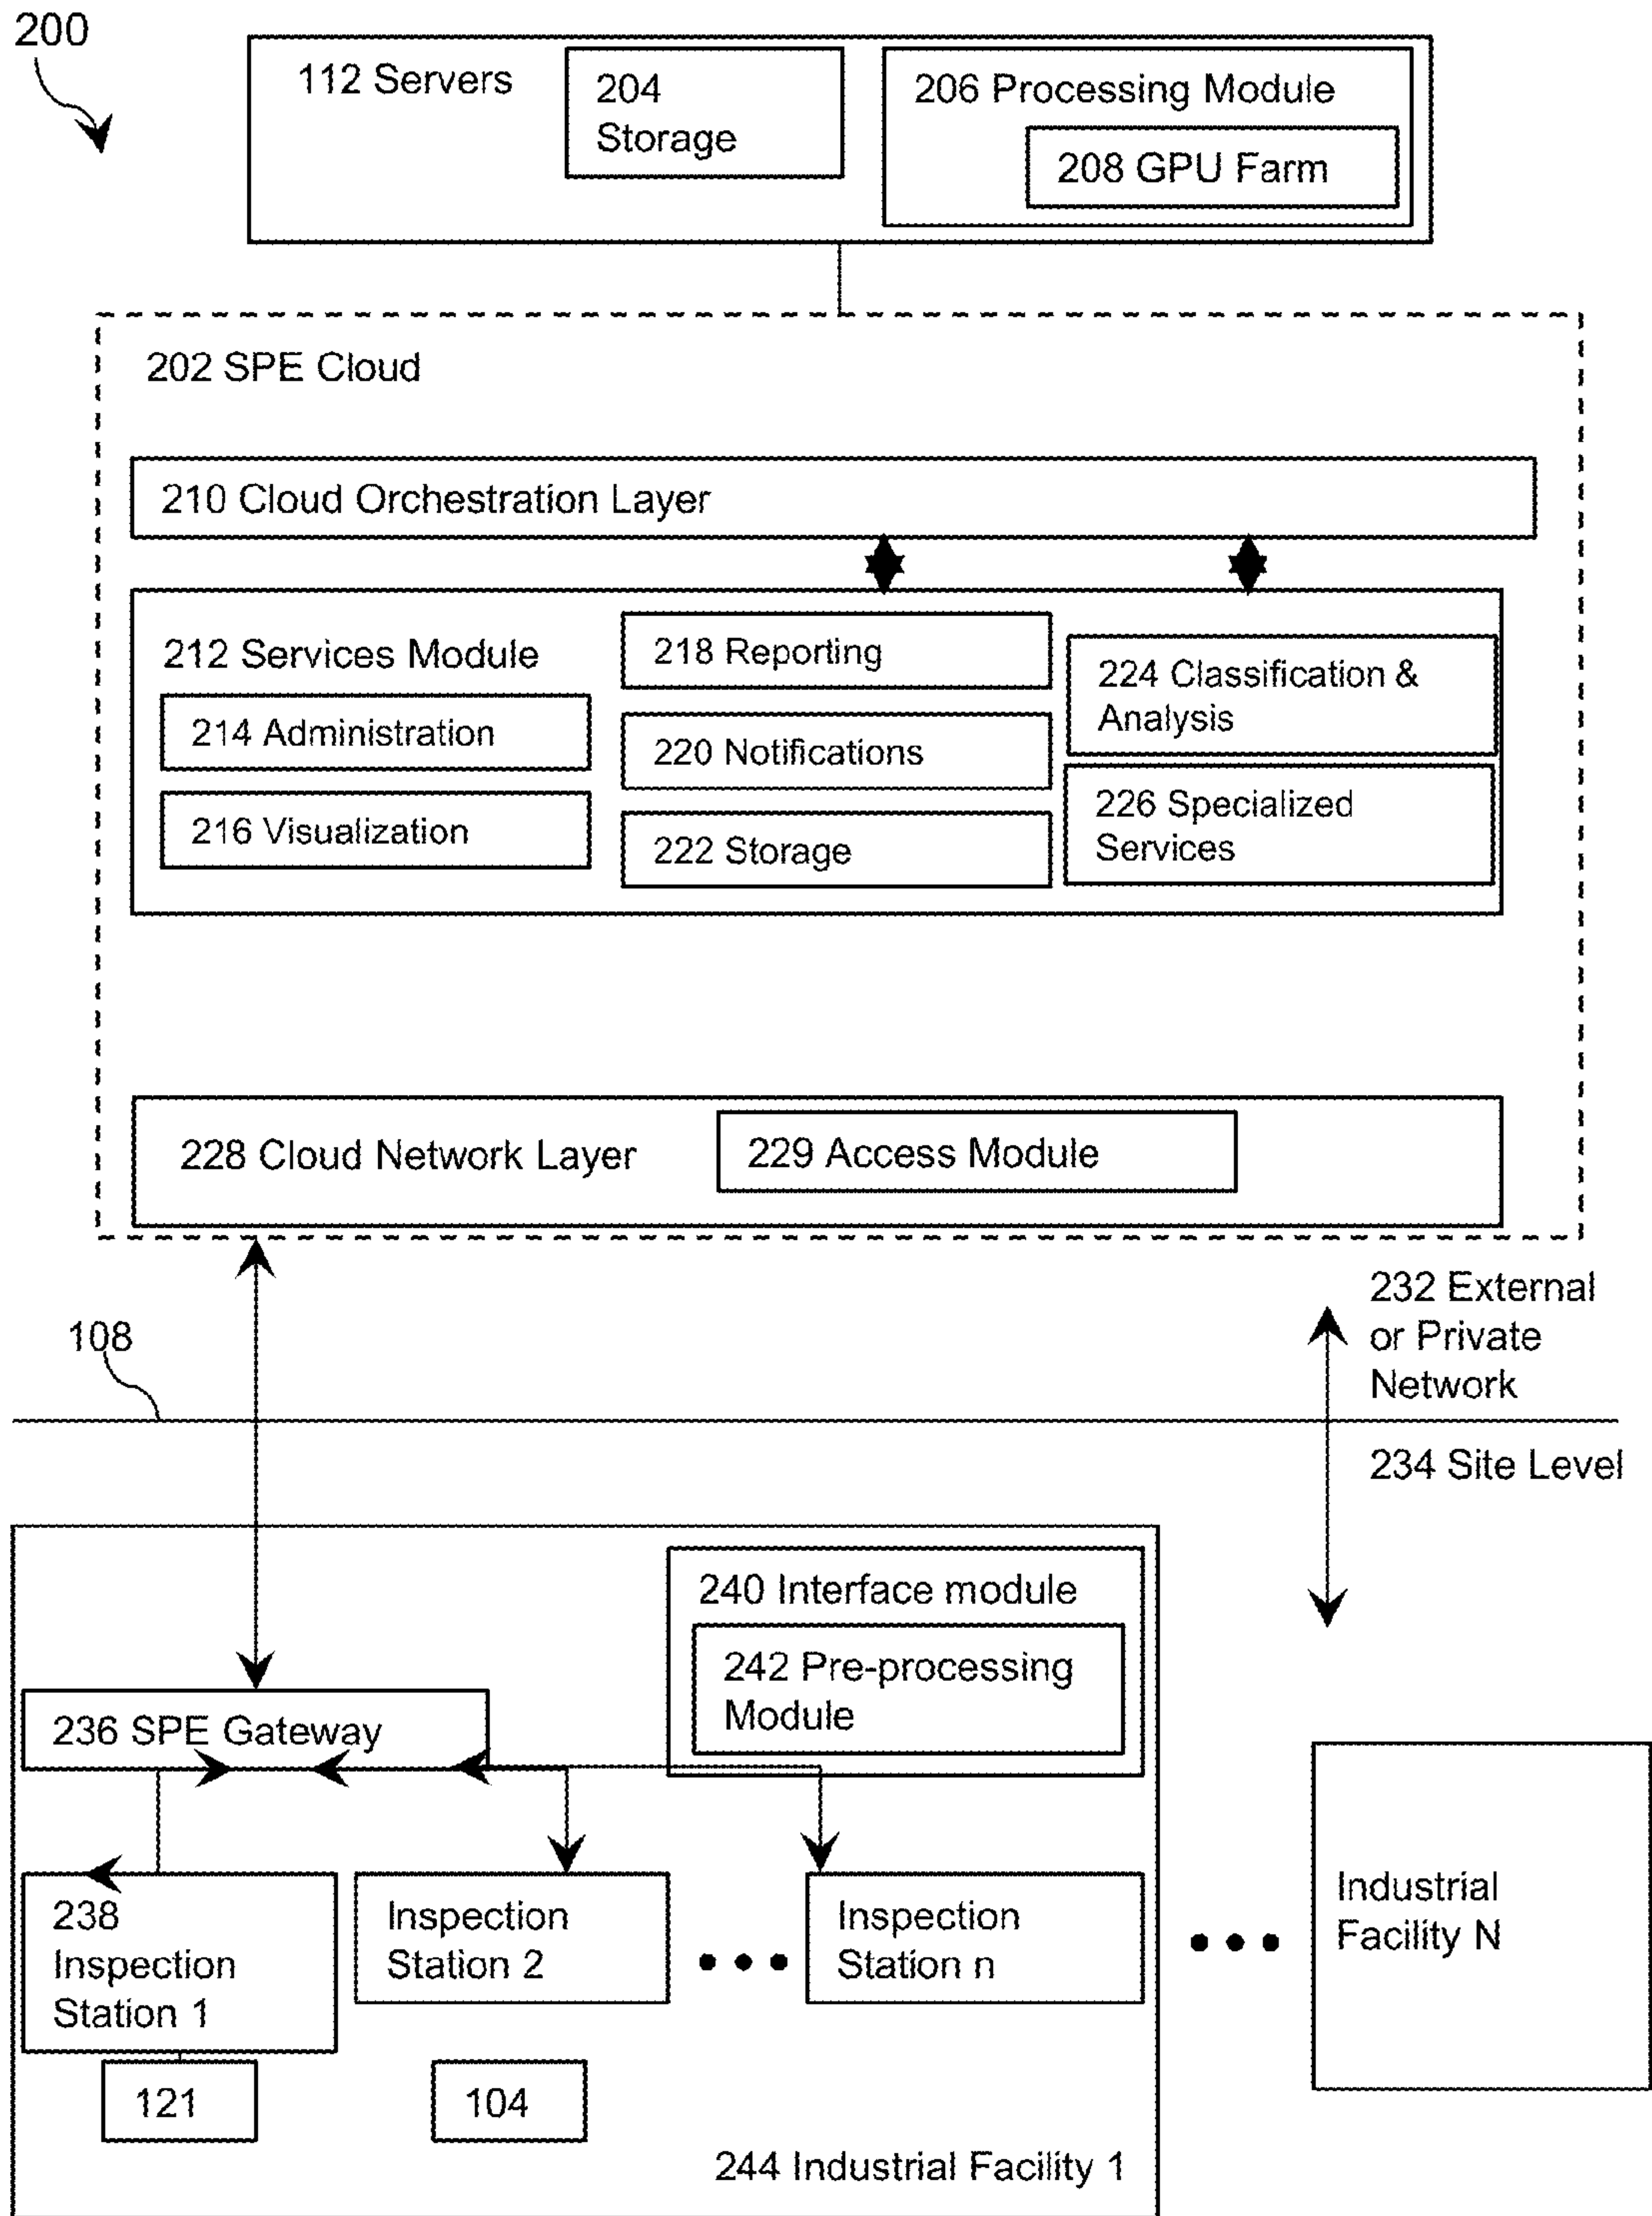 200
112 Servers
204
Storage
206 Processing Module
208 GPU Farm
202 SPE Cloud
210 Cloud Orchestration Layer
212 Services Module
214 Administration
216 Visualization
218 Reporting
220 Notifications
222 Storage
224 Classification &
Analysis
226 Specialized
Services
228 Cloud Network Layer
229 Access Module
232 External
or Private
Network
108
234 Site Level
240 Interface module
242 Pre-processing
Module
236 SPE Gateway
238
Inspection
Station 1
Inspection
Station 2
Inspection
Station n
Industrial
Facility N
121
104
244 Industrial Facility 1